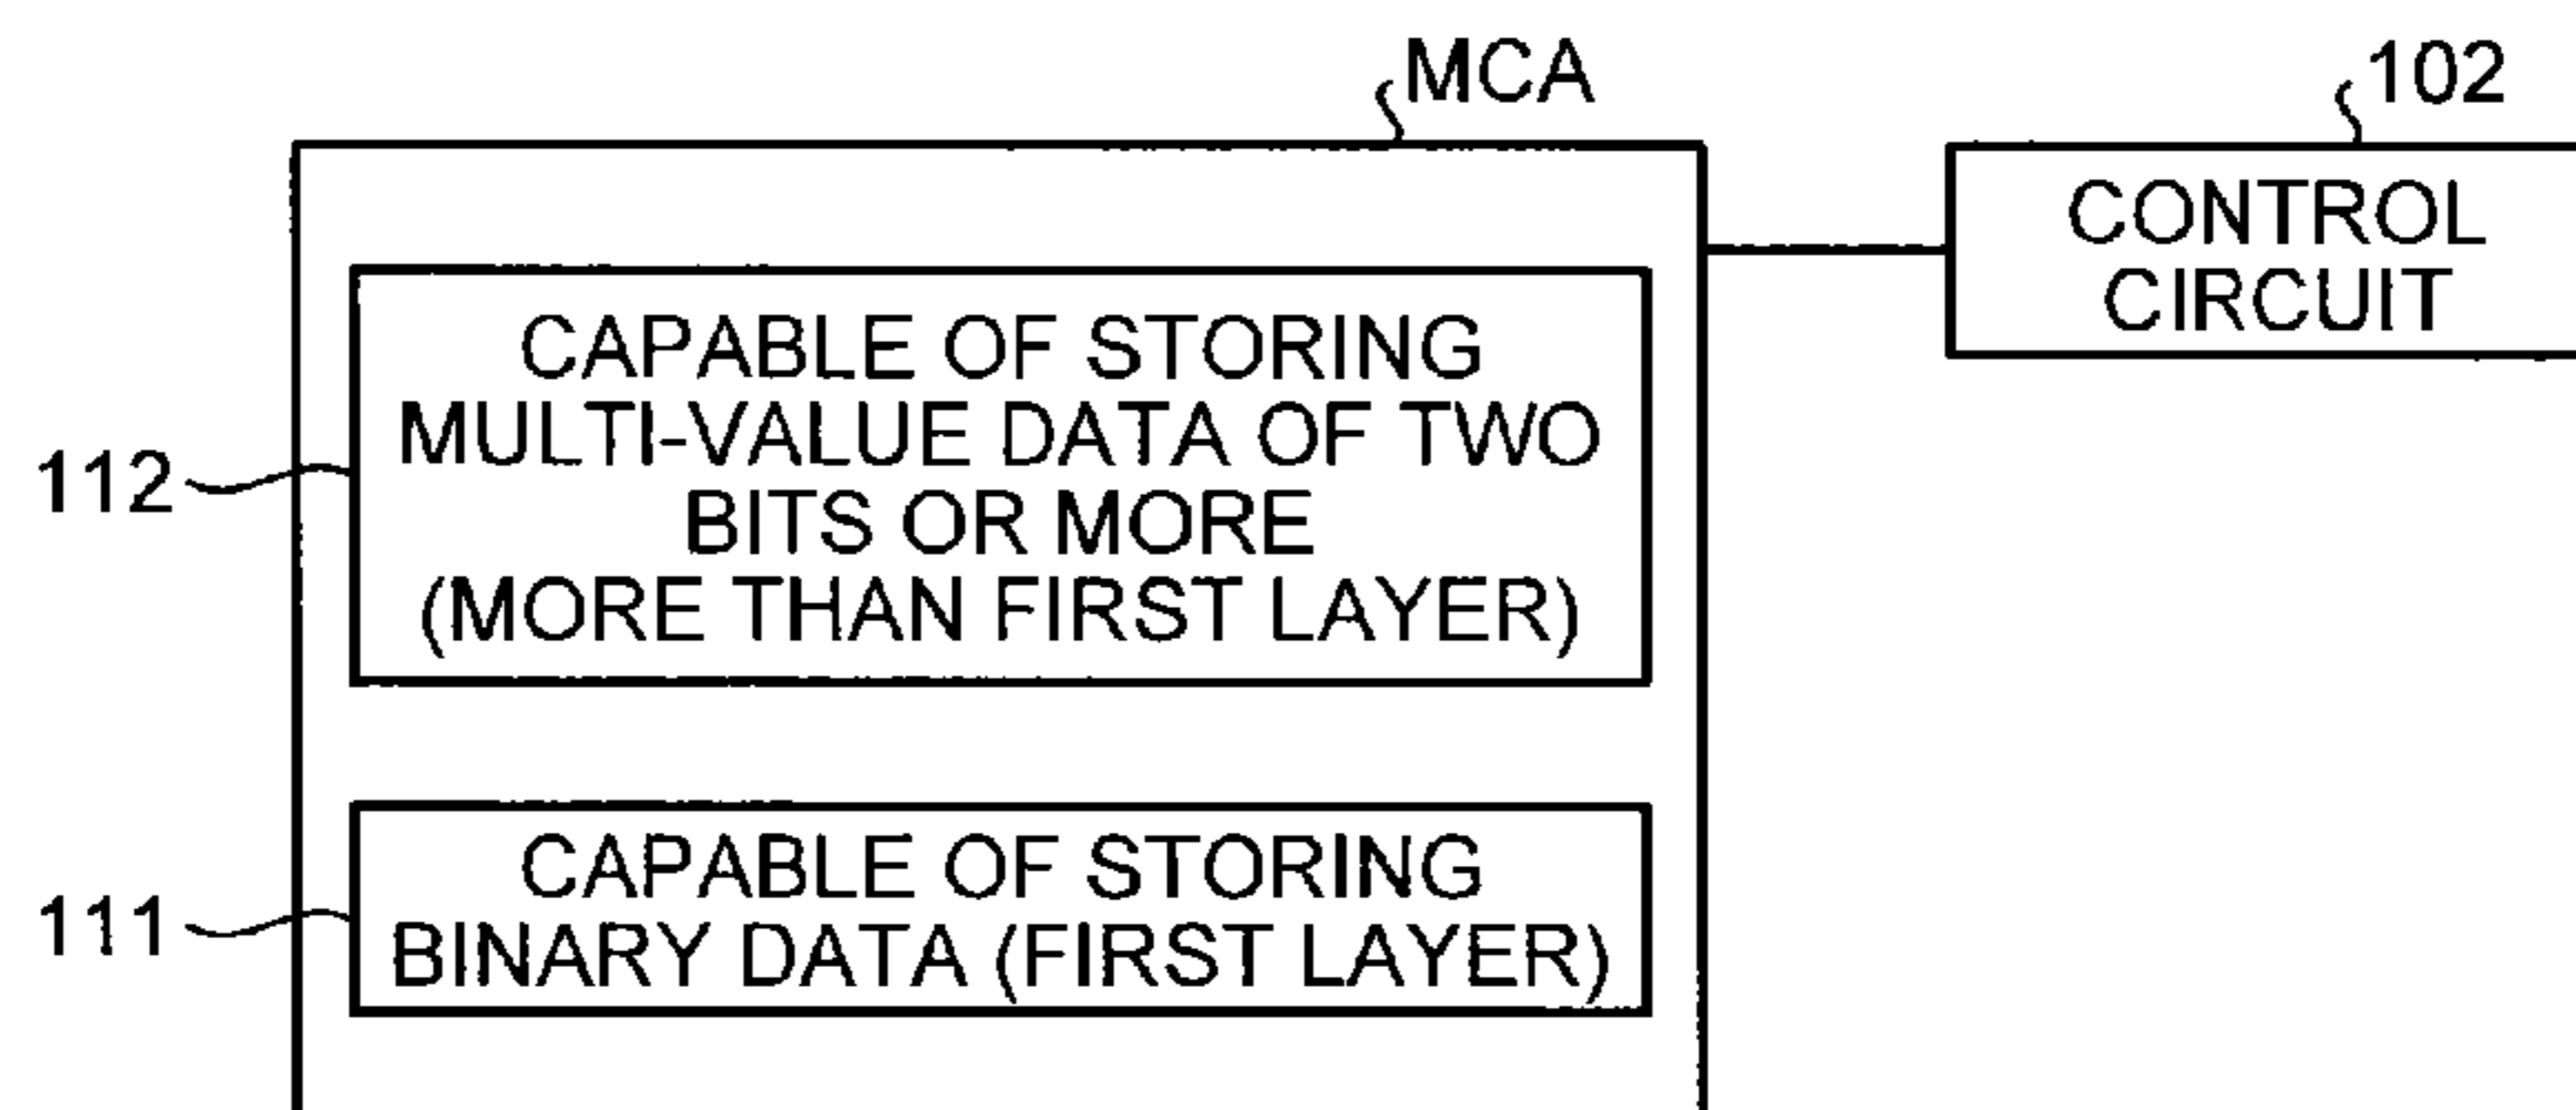 MCA
102
CONTROL
CIRCUIT
CAPABLE OF STORING
MULTI-VALUE DATA OF TWO
BITS OR MORE
(MORE THAN FIRST LAYER)
112
CAPABLE OF STORING
BINARY DATA (FIRST LAYER)
111